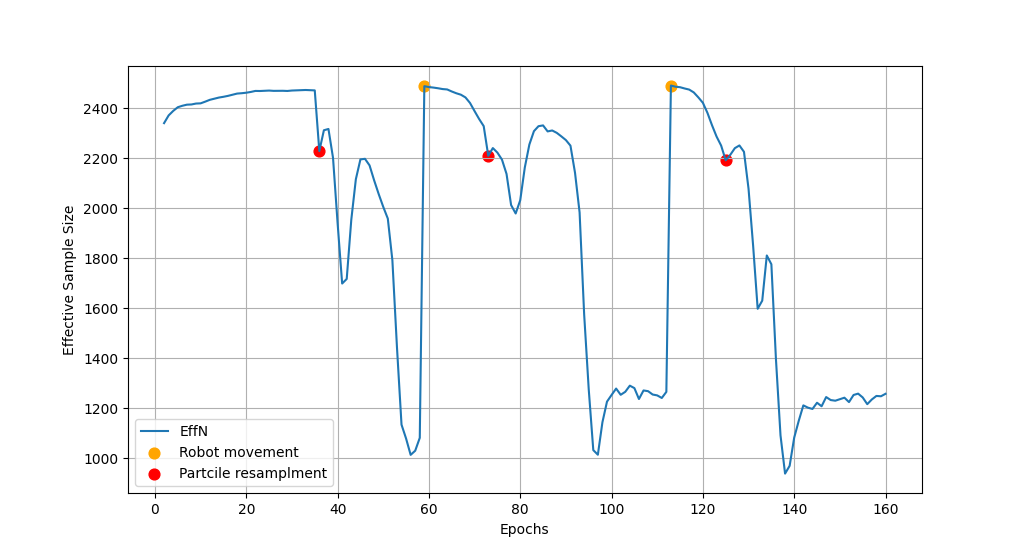 2400
2200
2000
1800
1600
1400
1200
1000
Effective Sample Size
EffN
Robot movement
Partcile resamplment
0 20 40 60 80 100 120 140 160
Epochs